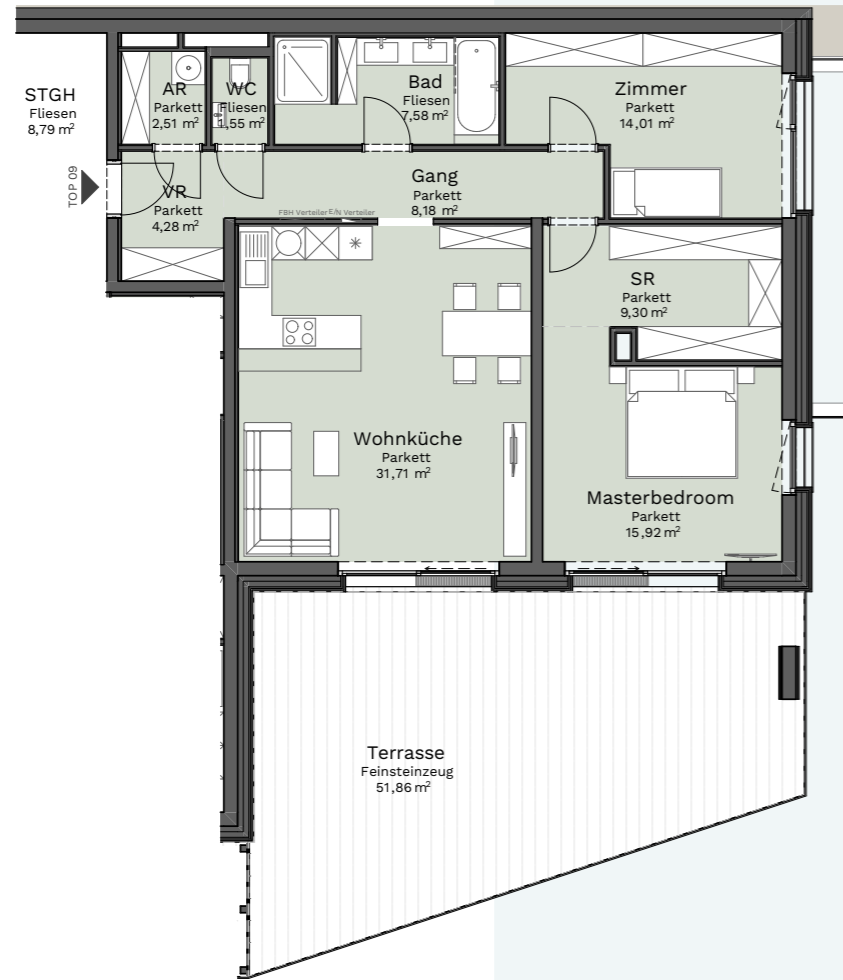 STGH
Fliesen
8,79 m²
AR
Parkett
2,51 m²
WC
Fliesen
1,55 m²
Bad
Fliesen
7,58 m²
Zimmer
Parkett
14,01 m²
TOP 09
VR
Parkett
4,28 m²
Gang
Parkett
8,18 m²
FBH Verteiler E/N Verteiler
SR
Parkett
9,30 m²
Wohnküche
Parkett
31,71 m²
Masterbedroom
Parkett
15,92 m²
Terrasse
Feinsteinzeug
51,86 m²